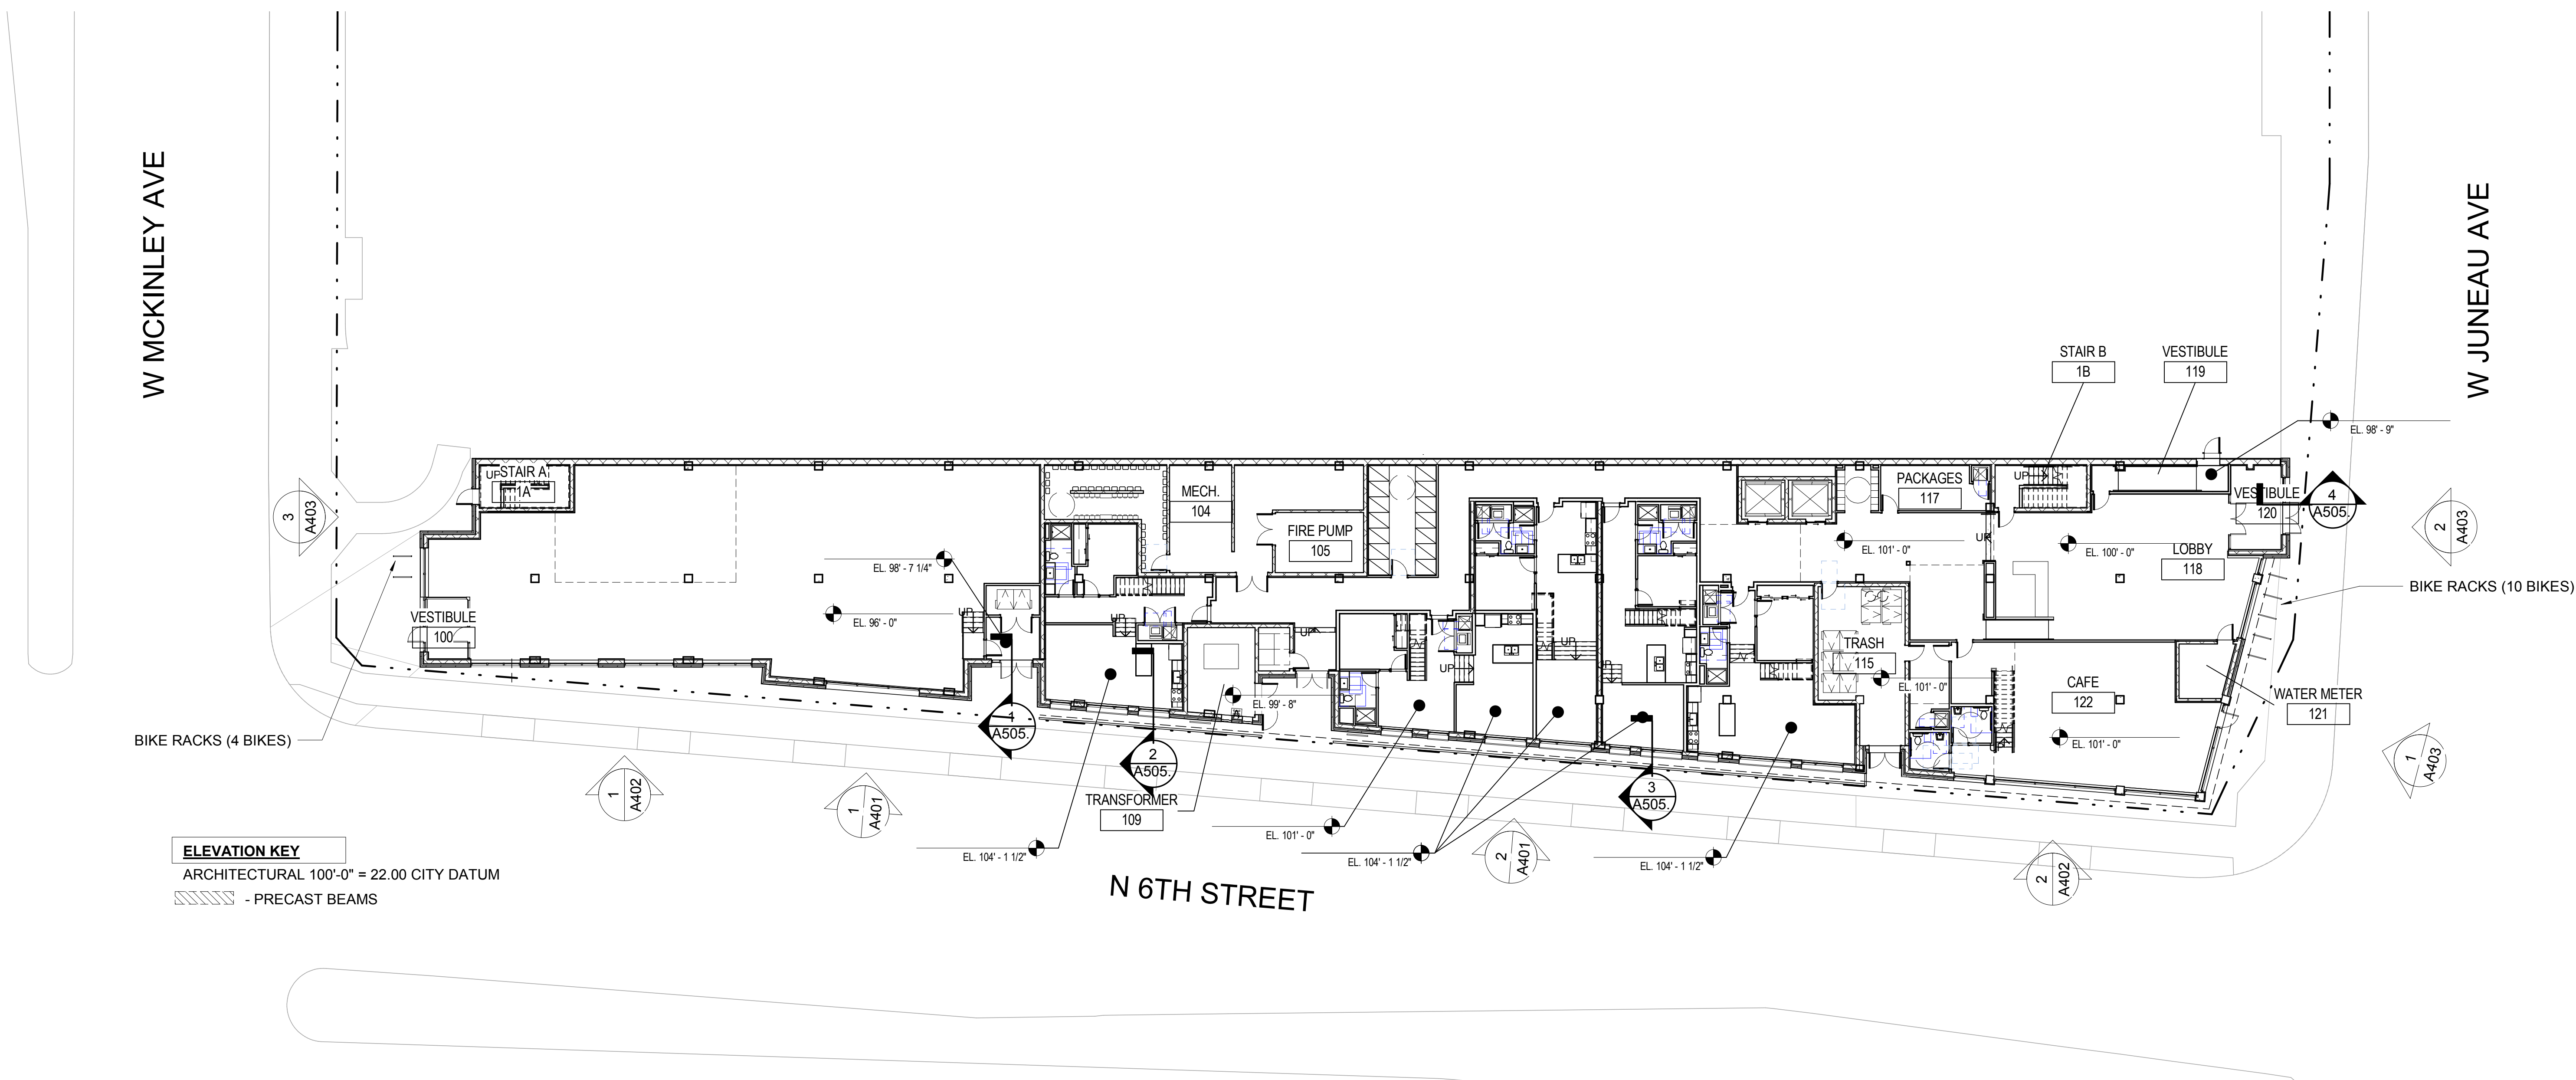 W MCKINLEY AVE
W JUNEAU AVE
STAIR B
1B
VESTIBULE
119
EL. 98' - 9"
UP
STAIR A
1A
MECH.
104
FIRE PUMP
105
PACKAGES
117
UP
VESTIBULE
120
4
A505.
3
A403
2
A403
EL. 98' - 7 1/4"
EL. 101' - 0"
UP
EL. 100' - 0"
LOBBY
118
BIKE RACKS (10 BIKES)
VESTIBULE
100
EL. 96' - 0"
UP
UP
UP
UP
UP
TRASH
115
EL. 101' - 0"
CAFE
122
WATER METER
121
EL. 99' - 8"
BIKE RACKS (4 BIKES)
1
A505.
2
A505.
3
A505.
EL. 101' - 0"
1
A402
1
A401
TRANSFORMER
109
EL. 101' - 0"
EL. 104' - 1 1/2"
EL. 104' - 1 1/2"
EL. 104' - 1 1/2"
2
A401
2
A402
1
A403
ELEVATION KEY
ARCHITECTURAL 100'-0" = 22.00 CITY DATUM
- PRECAST BEAMS
N 6TH STREET